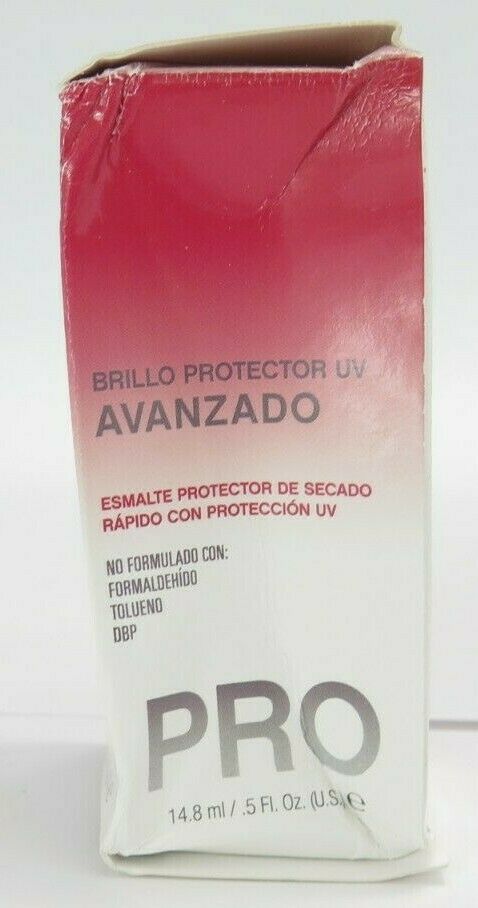 BRILLO PROTECTOR UV
AVANZADO
ESMALTE PROTECTOR DE SECADO
RÁPIDO CON PROTECCIÓN UV
NO FORMULADO CON:
FORMALDEHÍDO
TOLUENO
DBP
PRO
14.8 ml / .5 Fl. Oz. (U.S.) ℮